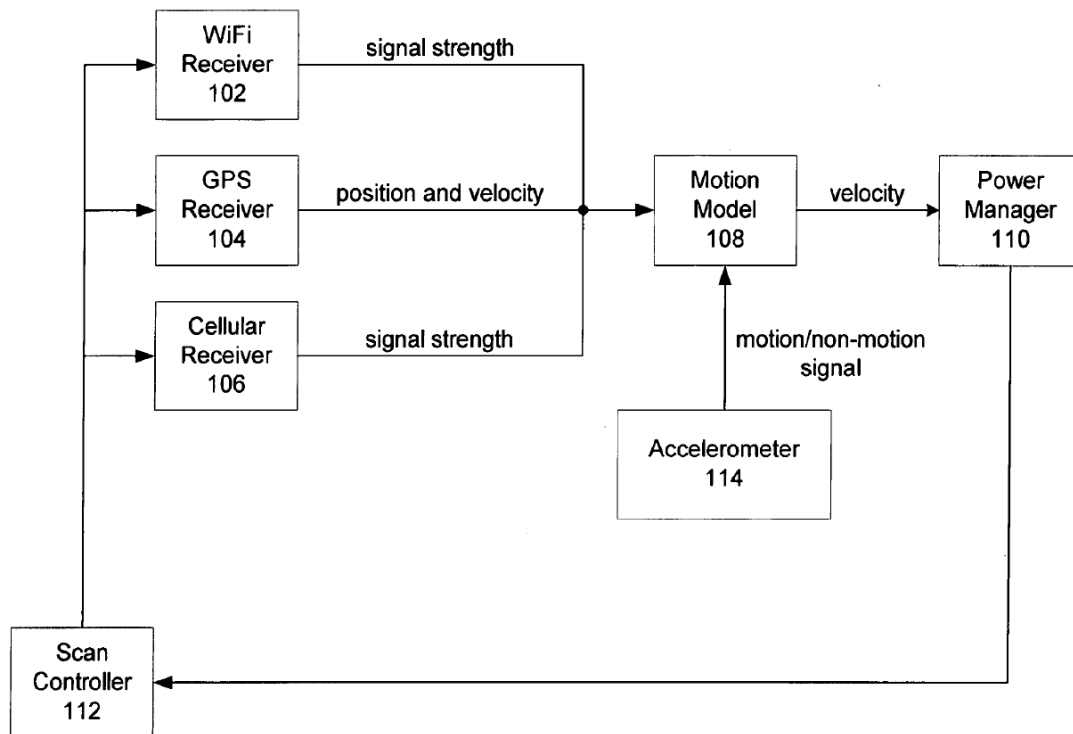 WiFi
Receiver
102
signal strength
GPS
Receiver
104
position and velocity
Motion
Model
108
velocity
Power
Manager
110
Cellular
Receiver
106
signal strength
motion/non-motion
signal
Accelerometer
114
Scan
Controller
112